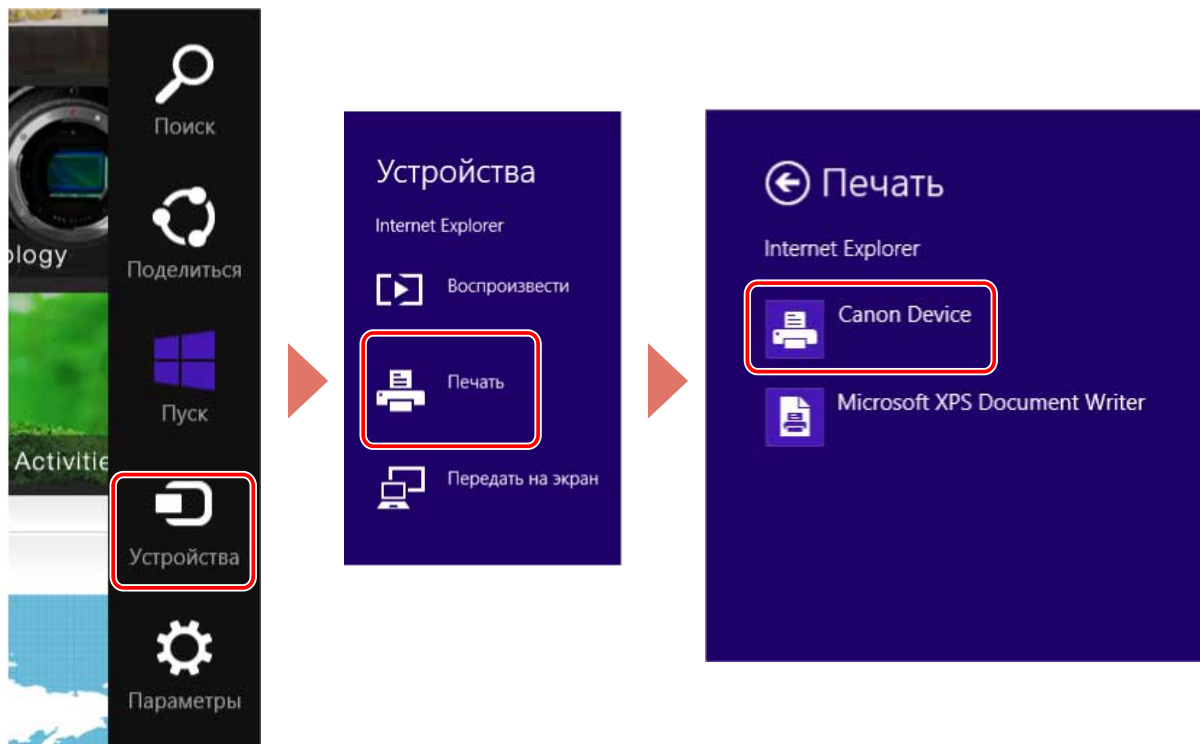 ology
Activitie
Поиск
Поделиться
Пуск
Устройства
Параметры
Устройства
Internet Explorer
Воспроизвести
Печать
Передать на экран
Печать
Internet Explorer
Canon Device
Microsoft XPS Document Writer